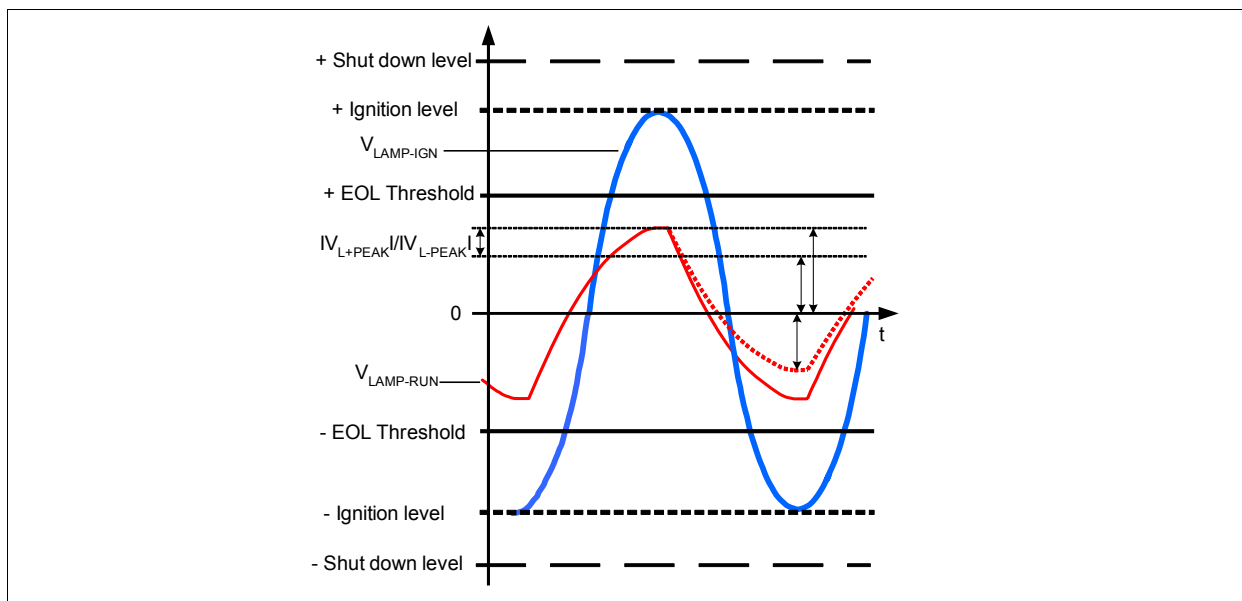 + Shut down level
+ Ignition level
VLAMP-IGN
+ EOL Threshold
IVL+PEAKI/IVL-PEAKI
0
t
VLAMP-RUN
- EOL Threshold
- Ignition level
- Shut down level